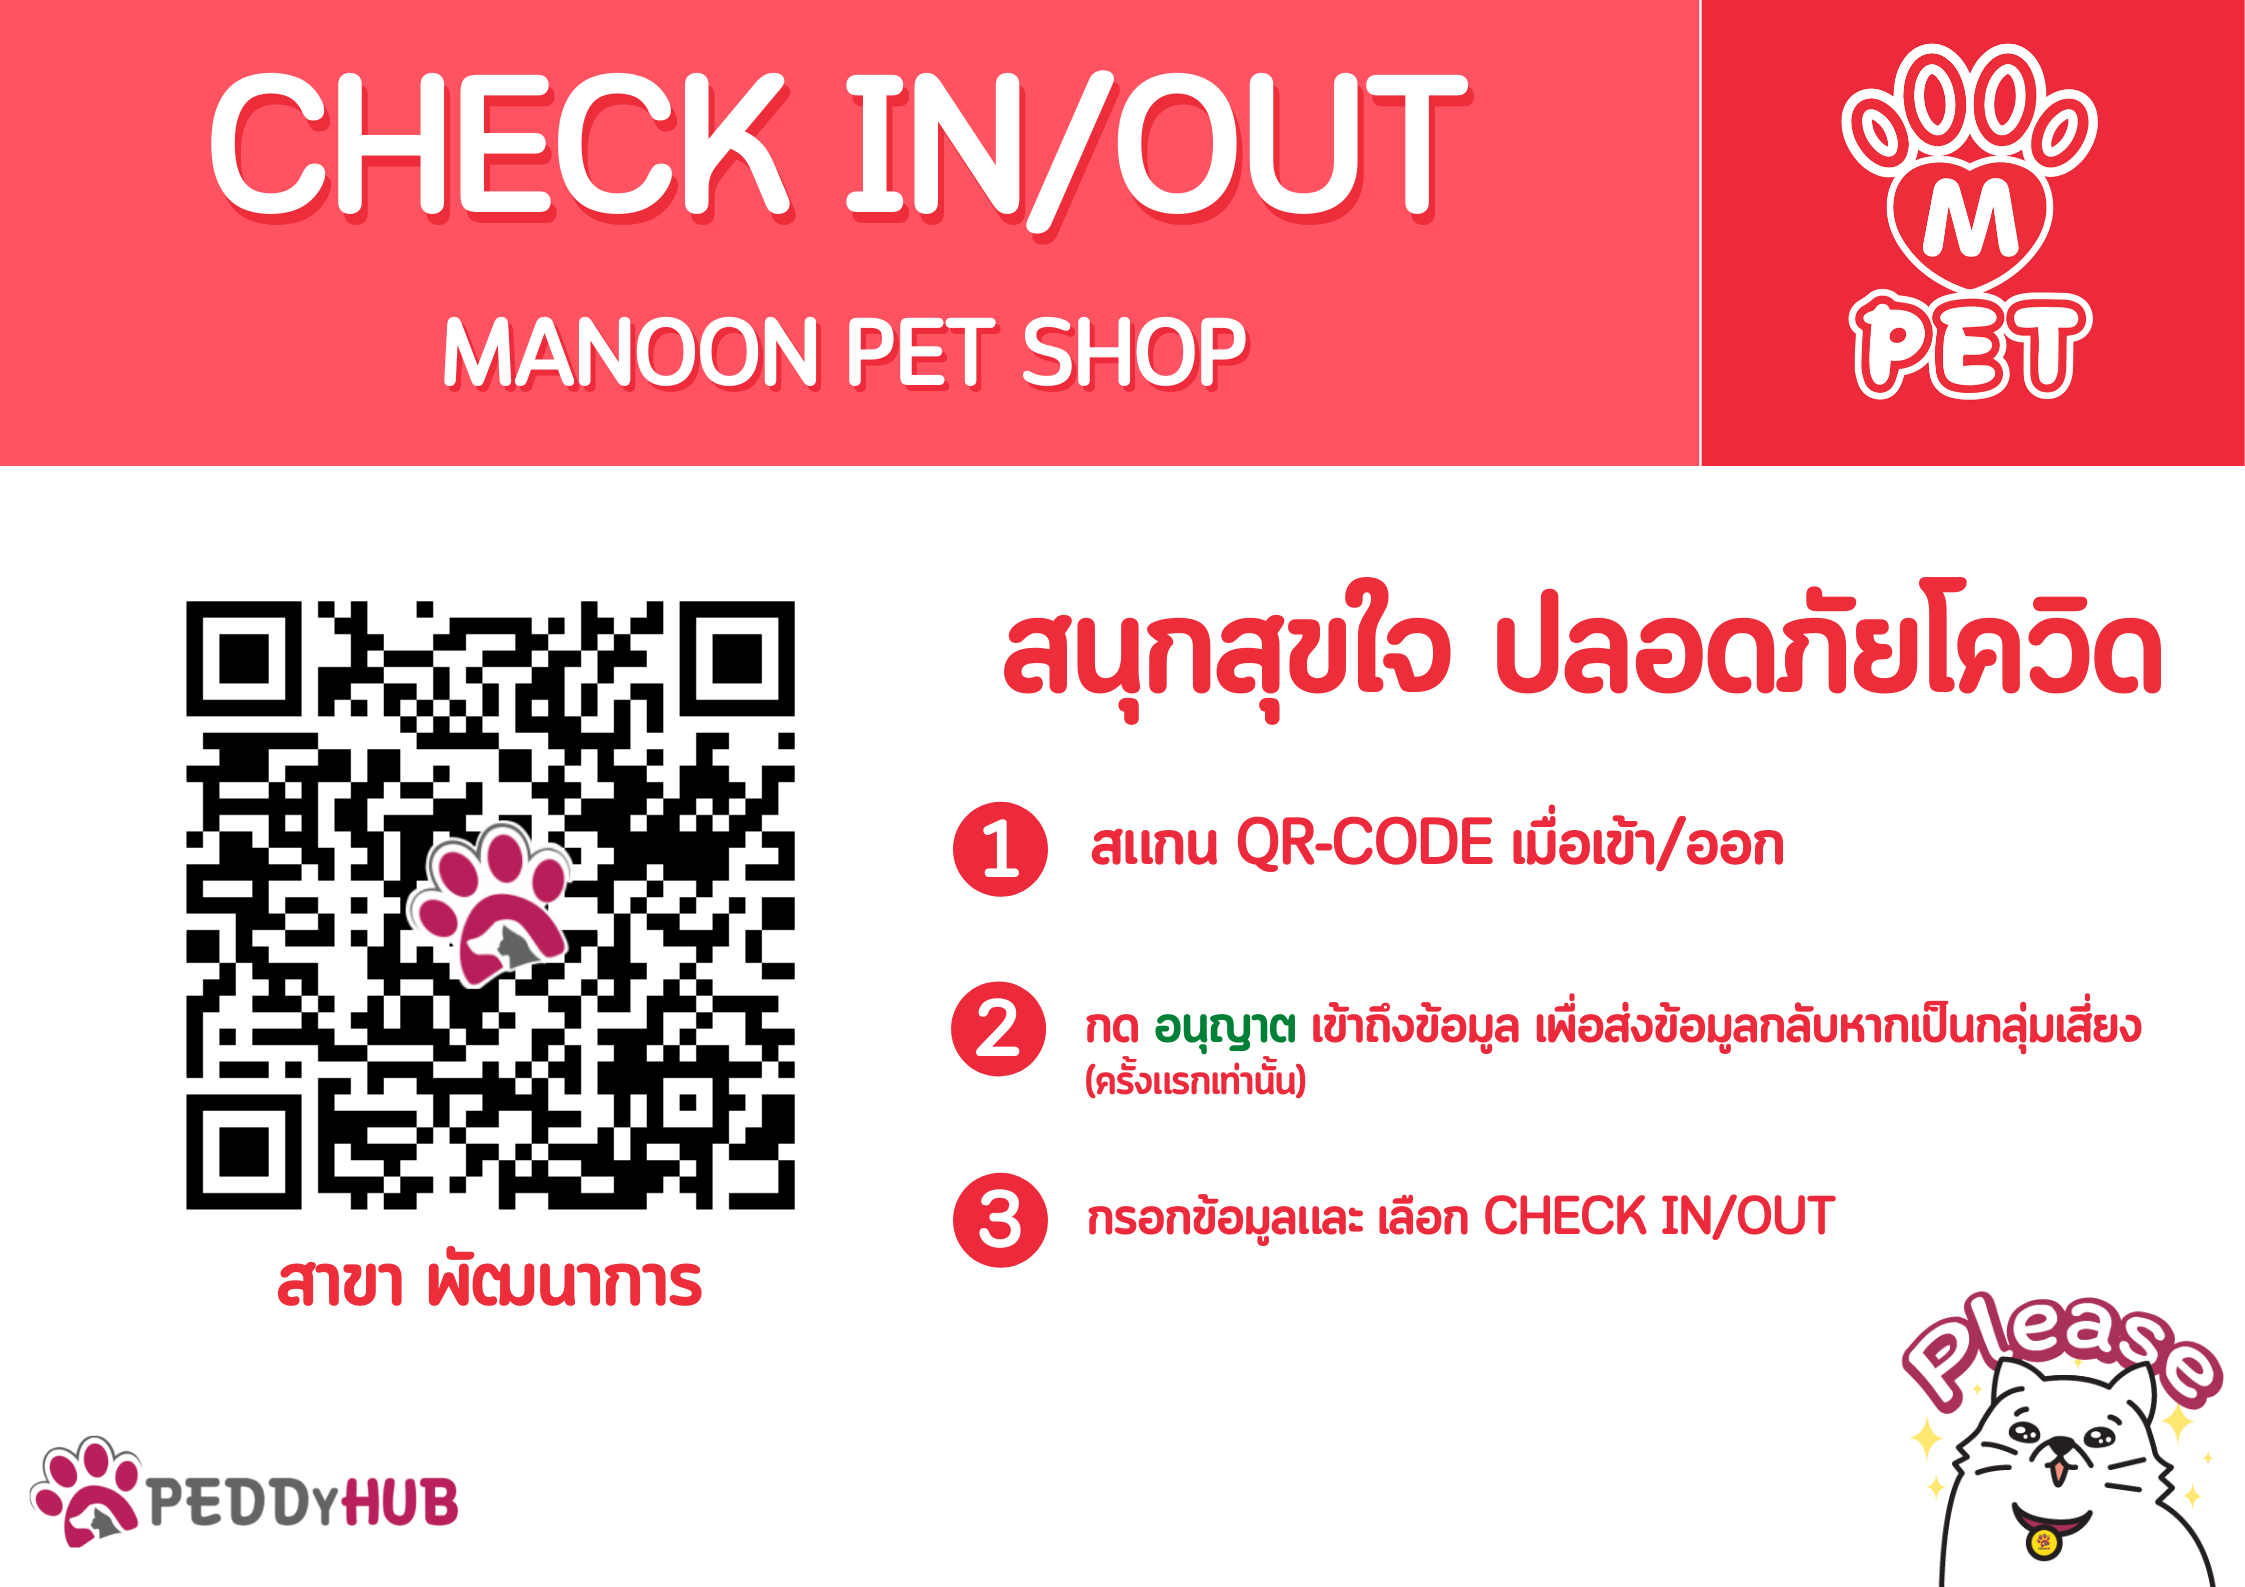 CHECK IN/OUT
MANOON PET SHOP
M
PET
สนุกสุขใจ ปลอดภัยโควิด
1 สแกน QR-CODE เมื่อเข้า/ออก
2 กด อนุญาต เข้าถึงข้อมูล เพื่อส่งข้อมูลกลับหากเป็นกลุ่มเสี่ยง
(ครั้งแรกเท่านั้น)
3 กรอกข้อมูลและ เลือก CHECK IN/OUT
สาขา พัฒนาการ
Please
PEDDyHUB